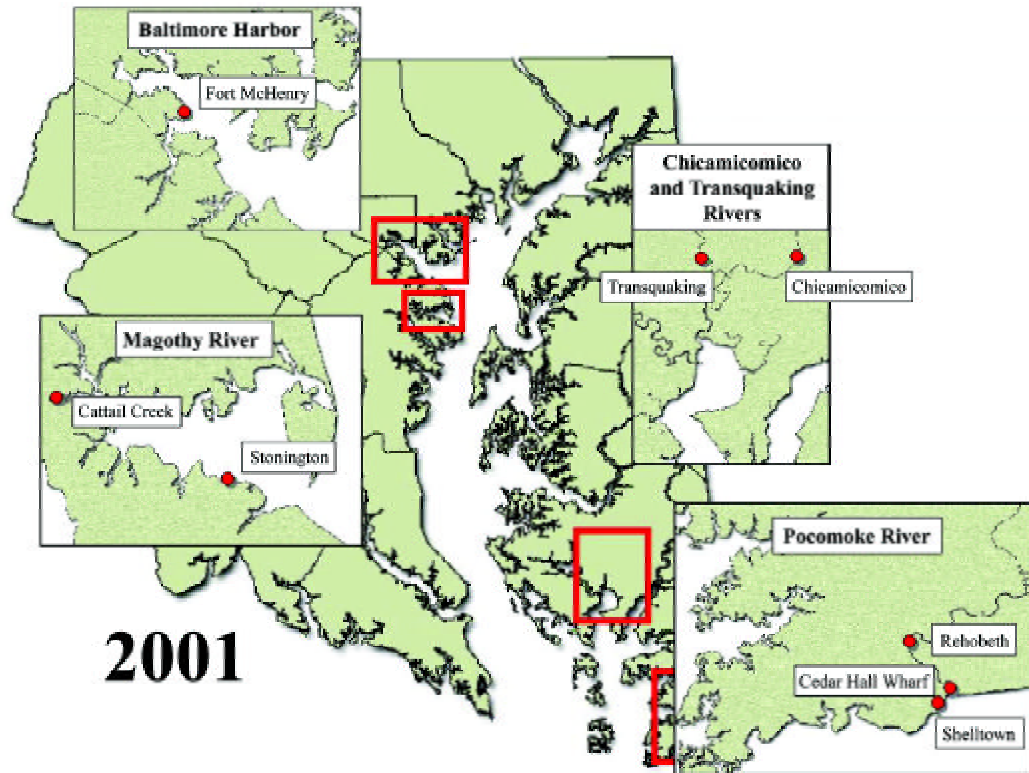 Baltimore Harbor
Fort McHenry
Chicamicomico
and Transquaking
Rivers
Transquaking
Chicamicomico
Magothy River
Cattail Creek
Stonington
Pocomoke River
Rehobeth
Cedar Hall Wharf
Shelltown
2001